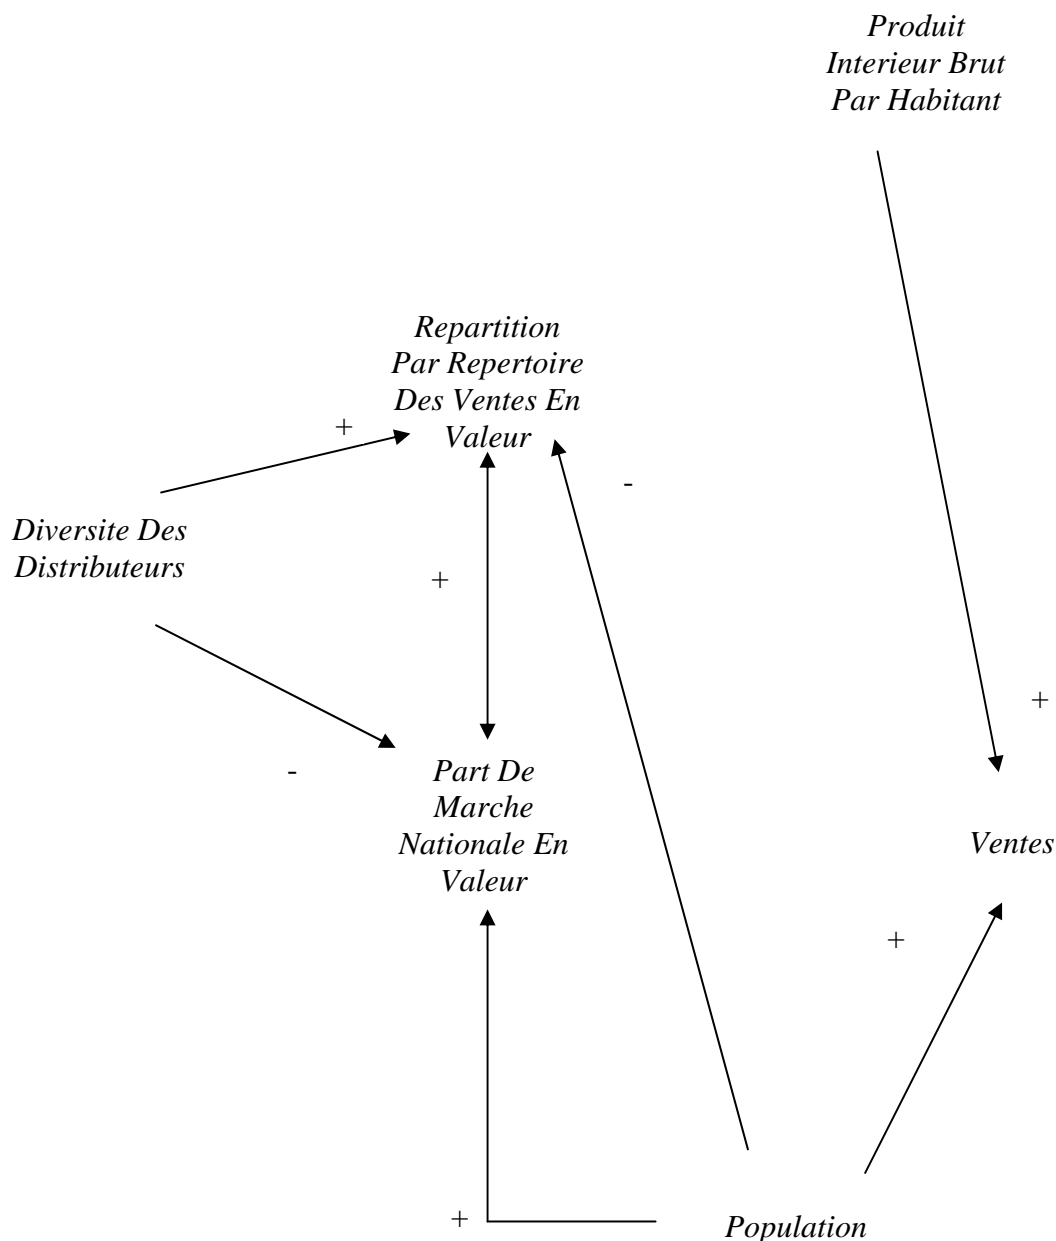 Produit
Interieur Brut
Par Habitant
Repartition
Par Repertoire
Des Ventes En
Valeur
+
-
Diversite Des
Distributeurs
+
+
-
Part De
Marche
Nationale En
Valeur
Ventes
+
+
Population